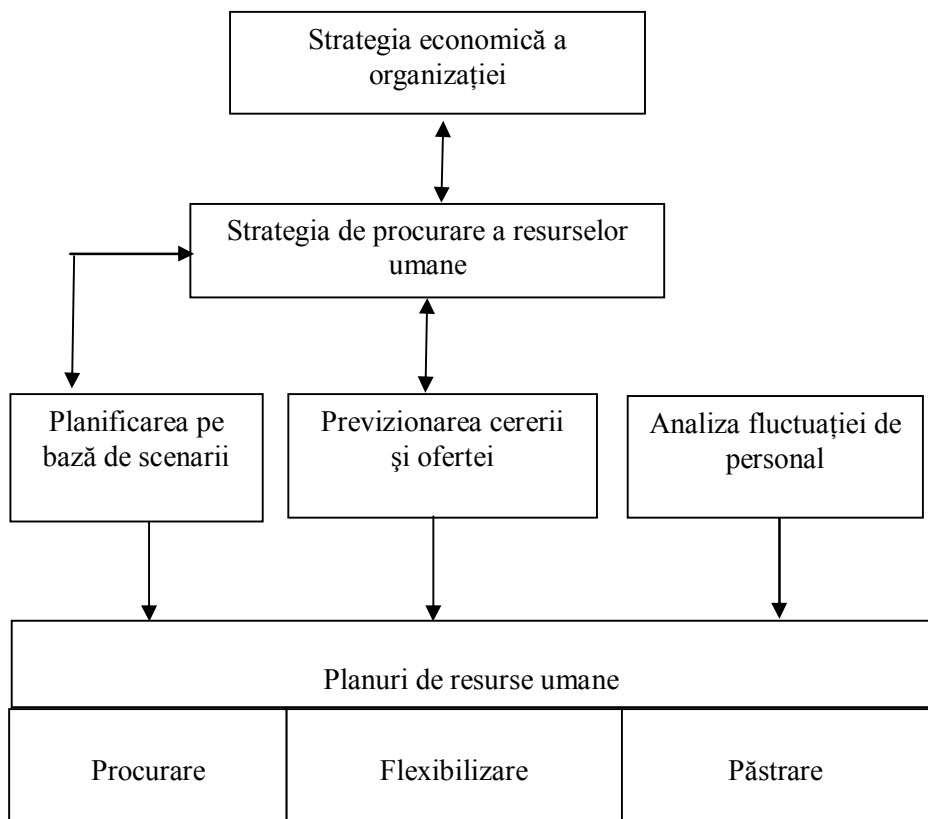 Strategia economică a
organizației
Strategia de procurare a resurselor
umane
Planificarea pe
bază de scenarii
Previzionarea cererii
şi ofertei
Analiza fluctuației de
personal
Planuri de resurse umane
Procurare
Flexibilizare
Păstrare